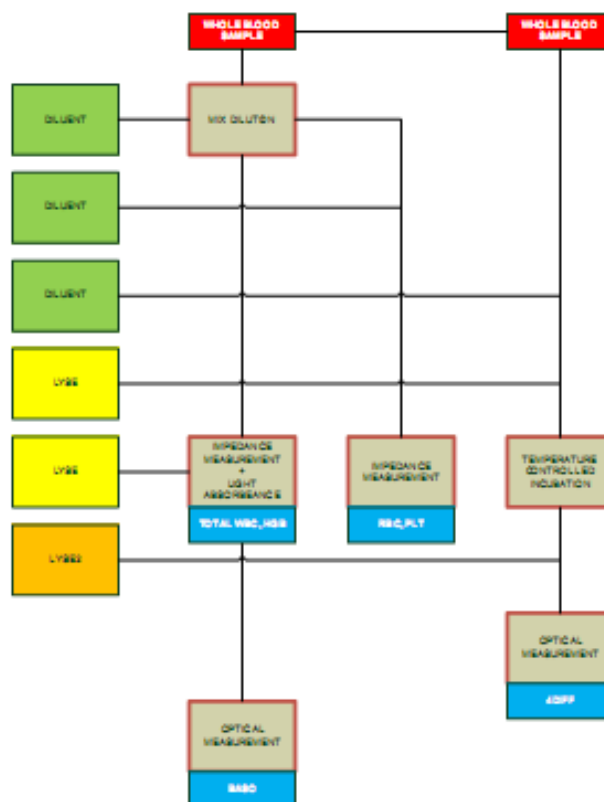 WHOLE BLOOD
SAMPLE
WHOLE BLOOD
SAMPLE
DILUENT
MIX DILUTION
DILUENT
DILUENT
LYSE
LYSE
IMPEDANCE
MEASUREMENT
+
LIGHT
ABSORBEANCE
IMPEDANCE
MEASUREMENT
TEMPERATURE
CONTROLLED
INCUBATION
TOTAL WBC, HGB
RBC, PLT
LYSE2
OPTICAL
MEASUREMENT
4DIFF
OPTICAL
MEASUREMENT
BASO